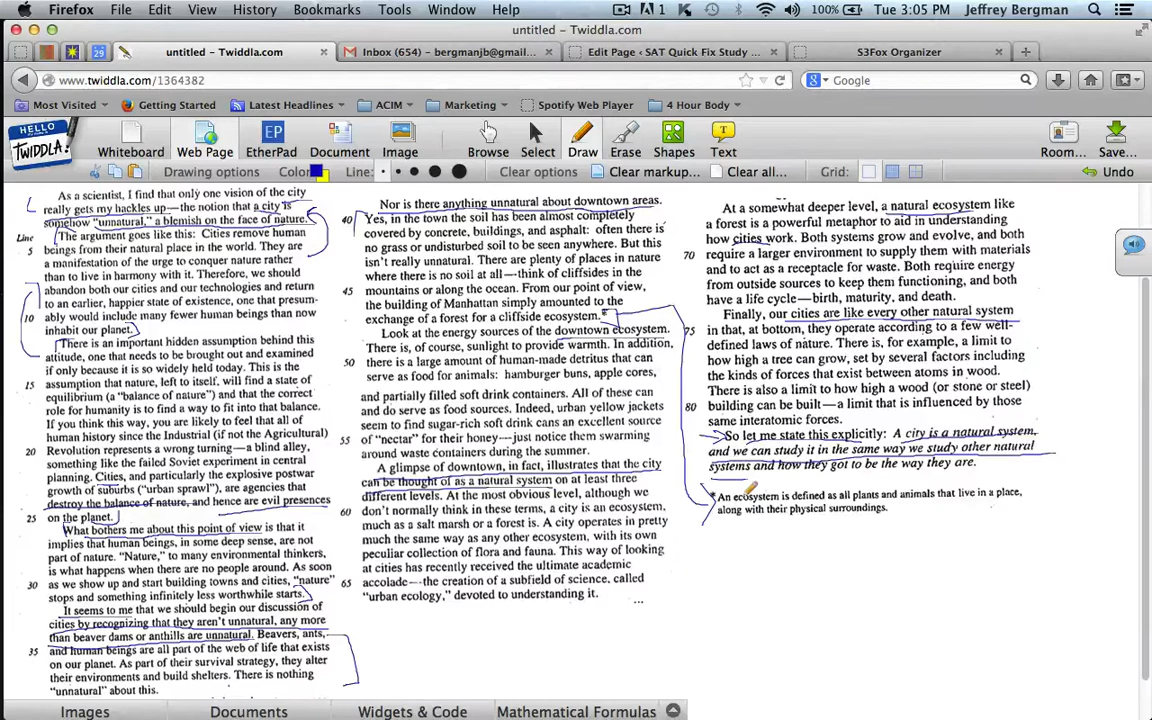 Firefox File Edit View History Bookmarks Tools Window Help 1 100% Tue 3:05 PM Jeffrey Bergman
untitled - Twiddla.com
untitled - Twiddla.com Inbox (654) – bergmanjb@gmail... Edit Page ‹ SAT Quick Fix Study ... S3Fox Organizer
www.twiddla.com/1364382 Google
Most Visited Getting Started Latest Headlines ACIM Marketing Spotify Web Player 4 Hour Body
HELLO
TWIDDLA!
EP
T
Whiteboard Web Page EtherPad Document Image Browse Select Draw Erase Shapes Text Room... Save...
Drawing options Color: Line: Clear options Clear markup... Grid: Undo
As a scientist, I find that only one vision of the city
really gets my hackles up—the notion that a city is
somehow “unnatural,” a blemish on the face of nature.
Line The argument goes like this: Cities remove human
5 beings from their natural place in the world. They are
a manifestation of the urge to conquer nature rather
than to live in harmony with it. Therefore, we should
abandon both our cities and our technologies and return
to an earlier, happier state of existence, one that presum-
10 ably would include many fewer human beings than now
inhabit our planet.
There is an important hidden assumption behind this
attitude, one that needs to be brought out and examined
if only because it is so widely held today. This is the
15 assumption that nature, left to itself, will find a state of
equilibrium (a “balance of nature”) and that the correct
role for humanity is to find a way to fit into that balance.
If you think this way, you are likely to feel that all of
human history since the Industrial (if not the Agricultural)
20 Revolution represents a wrong turning—a blind alley,
something like the failed Soviet experiment in central
planning. Cities, and particularly the explosive postwar
growth of suburbs (“urban sprawl”), are agencies that
destroy the balance of nature, and hence are evil presences
25 on the planet.
What bothers me about this point of view is that it
implies that human beings, in some deep sense, are not
part of nature. “Nature,” to many environmental thinkers,
is what happens when there are no people around. As soon
30 as we show up and start building towns and cities, “nature”
stops and something infinitely less worthwhile starts.
It seems to me that we should begin our discussion of
cities by recognizing that they aren’t unnatural, any more
than beaver dams or anthills are unnatural. Beavers, ants,
35 and human beings are all part of the web of life that exists
on our planet. As part of their survival strategy, they alter
their environments and build shelters. There is nothing
“unnatural” about this.
Nor is there anything unnatural about downtown areas.
40 Yes, in the town the soil has been almost completely
covered by concrete, buildings, and asphalt: often there is
no grass or undisturbed soil to be seen anywhere. But this
isn’t really unnatural. There are plenty of places in nature
where there is no soil at all—think of cliffsides in the
45 mountains or along the ocean. From our point of view,
the building of Manhattan simply amounted to the
exchange of a forest for a cliffside ecosystem.*
Look at the energy sources of the downtown ecosystem.
There is, of course, sunlight to provide warmth. In addition,
50 there is a large amount of human-made detritus that can
serve as food for animals: hamburger buns, apple cores,
and partially filled soft drink containers. All of these can
and do serve as food sources. Indeed, urban yellow jackets
seem to find sugar-rich soft drink cans an excellent source
55 of “nectar” for their honey—just notice them swarming
around waste containers during the summer.
A glimpse of downtown, in fact, illustrates that the city
can be thought of as a natural system on at least three
different levels. At the most obvious level, although we
60 don’t normally think in these terms, a city is an ecosystem,
much as a salt marsh or a forest is. A city operates in pretty
much the same way as any other ecosystem, with its own
peculiar collection of flora and fauna. This way of looking
at cities has recently received the ultimate academic
65 accolade—the creation of a subfield of science, called
“urban ecology,” devoted to understanding it.
...
At a somewhat deeper level, a natural ecosystem like
a forest is a powerful metaphor to aid in understanding
how cities work. Both systems grow and evolve, and both
70 require a larger environment to supply them with materials
and to act as a receptacle for waste. Both require energy
from outside sources to keep them functioning, and both
have a life cycle—birth, maturity, and death.
Finally, our cities are like every other natural system
75 in that, at bottom, they operate according to a few well-
defined laws of nature. There is, for example, a limit to
how high a tree can grow, set by several factors including
the kinds of forces that exist between atoms in wood.
There is also a limit to how high a wood (or stone or steel)
80 building can be built—a limit that is influenced by those
same interatomic forces.
So let me state this explicitly: A city is a natural system,
and we can study it in the same way we study other natural
systems and how they got to be the way they are.
*An ecosystem is defined as all plants and animals that live in a place,
along with their physical surroundings.
Images Documents Widgets & Code Mathematical Formulas